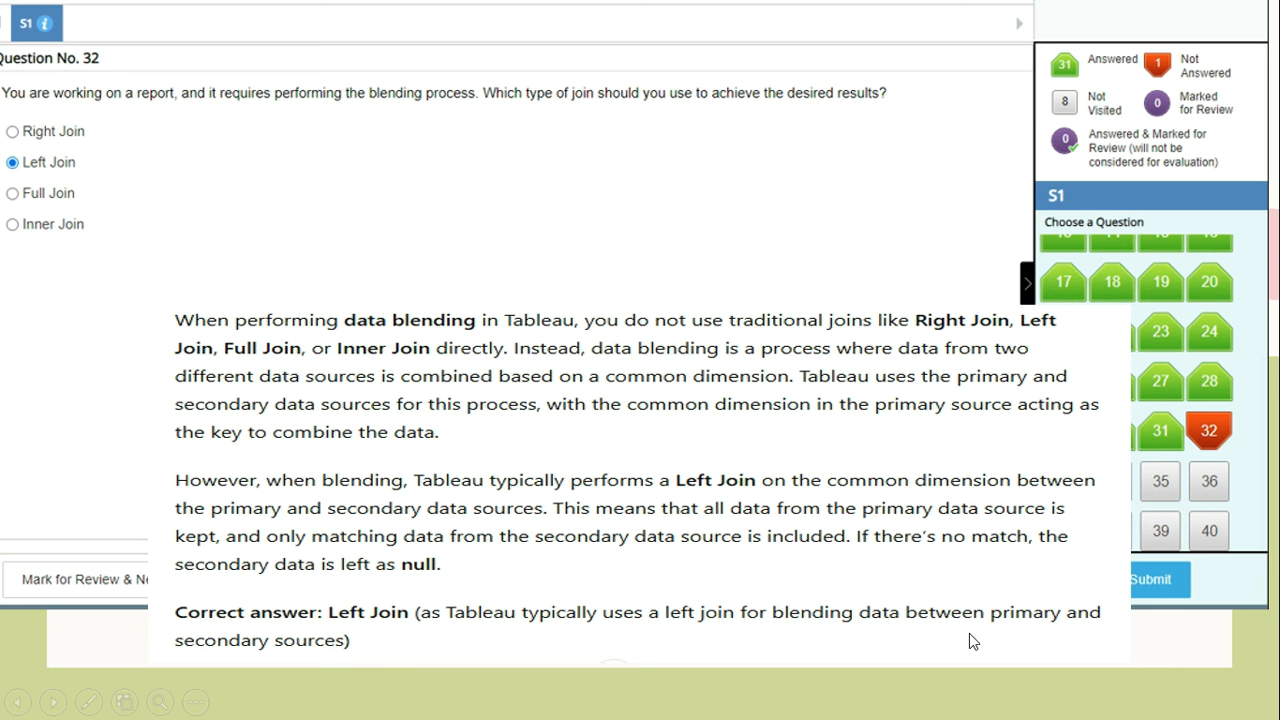 S1 i
Question No. 32
You are working on a report, and it requires performing the blending process. Which type of join should you use to achieve the desired results?
Right Join
Left Join
Full Join
Inner Join
31 Answered
1 Not Answered
8 Not Visited
0 Marked for Review
0 Answered & Marked for Review (will not be considered for evaluation)
S1
Choose a Question
17 18 19 20
23 24
27 28
31 32
35 36
39 40
When performing data blending in Tableau, you do not use traditional joins like Right Join, Left
Join, Full Join, or Inner Join directly. Instead, data blending is a process where data from two
different data sources is combined based on a common dimension. Tableau uses the primary and
secondary data sources for this process, with the common dimension in the primary source acting as
the key to combine the data.
However, when blending, Tableau typically performs a Left Join on the common dimension between
the primary and secondary data sources. This means that all data from the primary data source is
kept, and only matching data from the secondary data source is included. If there's no match, the
secondary data is left as null.
Correct answer: Left Join (as Tableau typically uses a left join for blending data between primary and
secondary sources)
Mark for Review & Ne
Submit